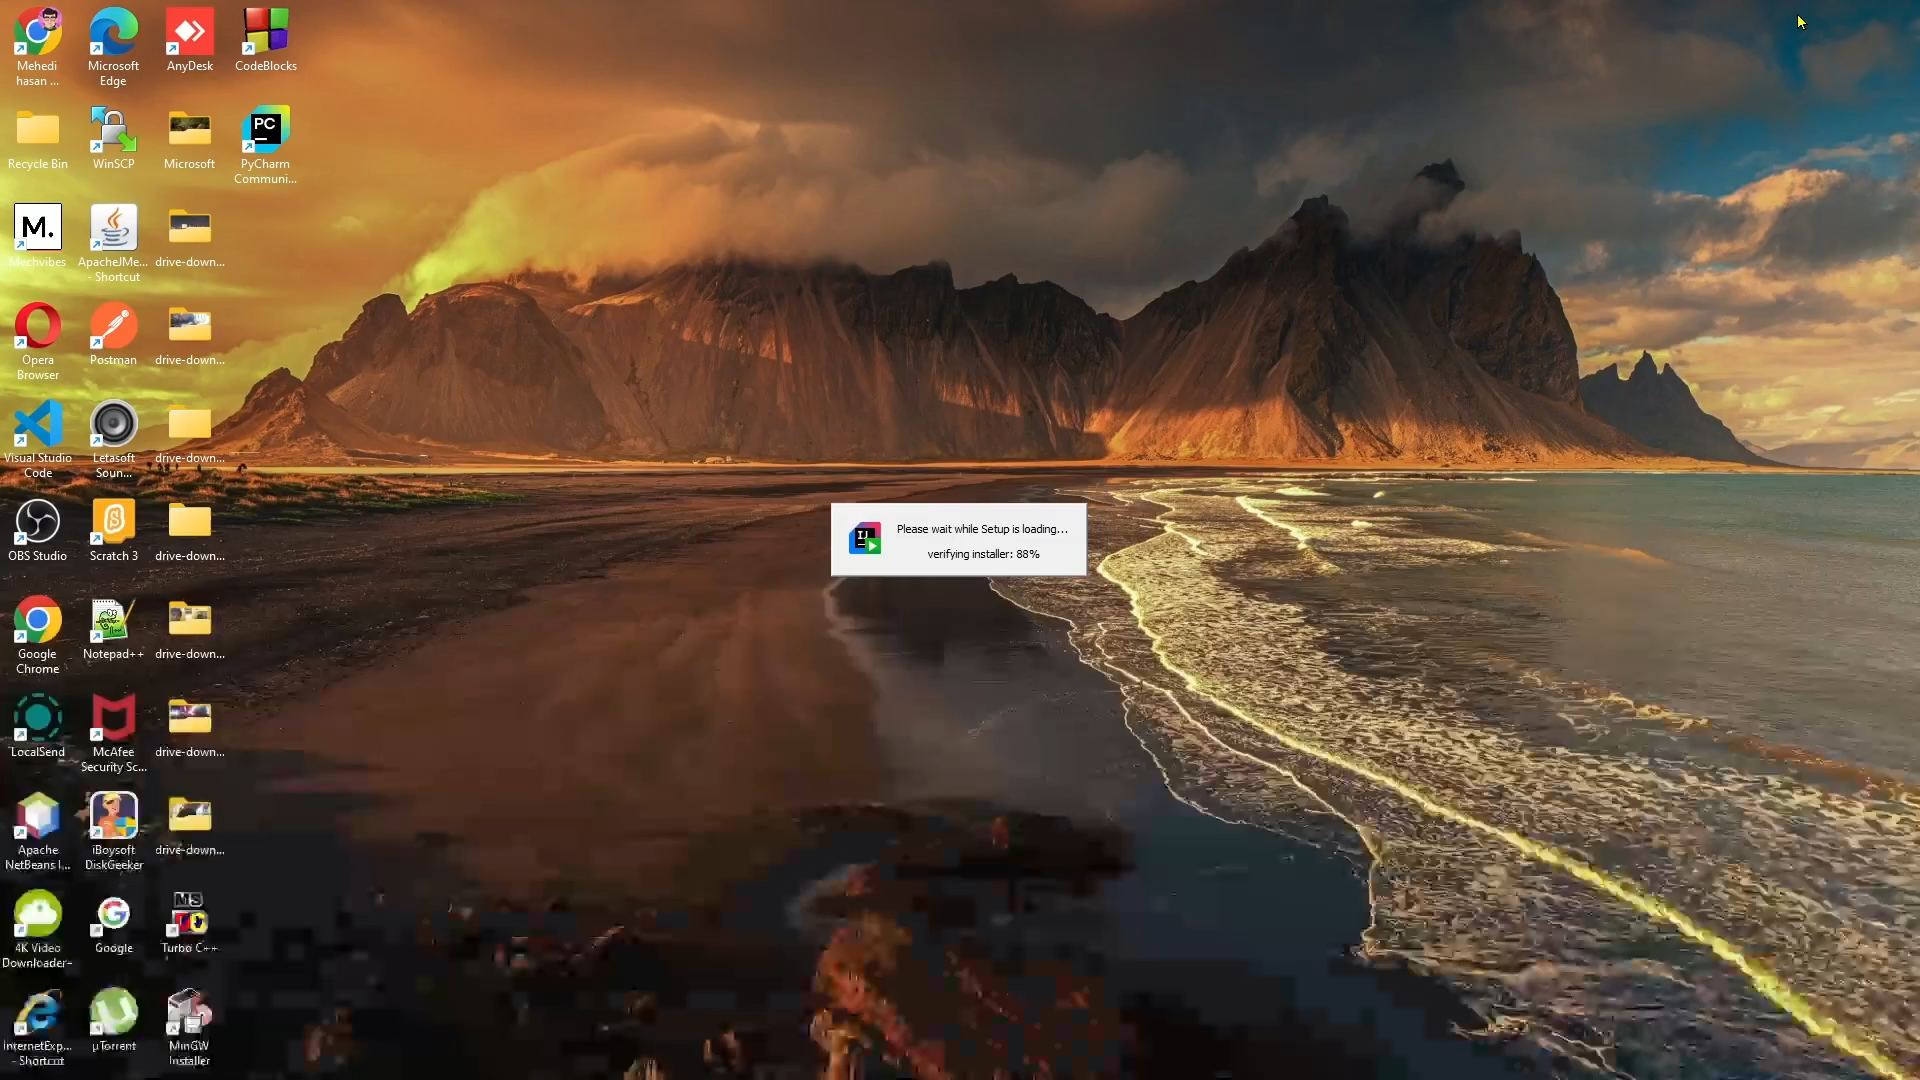 Mehedi
hasan ...
Microsoft
Edge
AnyDesk
CodeBlocks
Recycle Bin
WinSCP
Microsoft
PC
PyCharm
Communi...
M.
Mechvibes
ApacheJMe...
- Shortcut
drive-down...
Opera
Browser
Postman
drive-down...
Visual Studio
Code
Letasoft
Soun...
drive-down...
OBS Studio
Scratch 3
drive-down...
IJ
Please wait while Setup is loading...
verifying installer: 88%
Google
Chrome
Notepad++
drive-down...
LocalSend
McAfee
Security Sc...
drive-down...
Apache
NetBeans I...
iBoysoft
DiskGeeker
drive-down...
4K Video
Downloader+
Google
MS
Turbo C++
InternetExp...
- Shortcut
µTorrent
MinGW
Installer